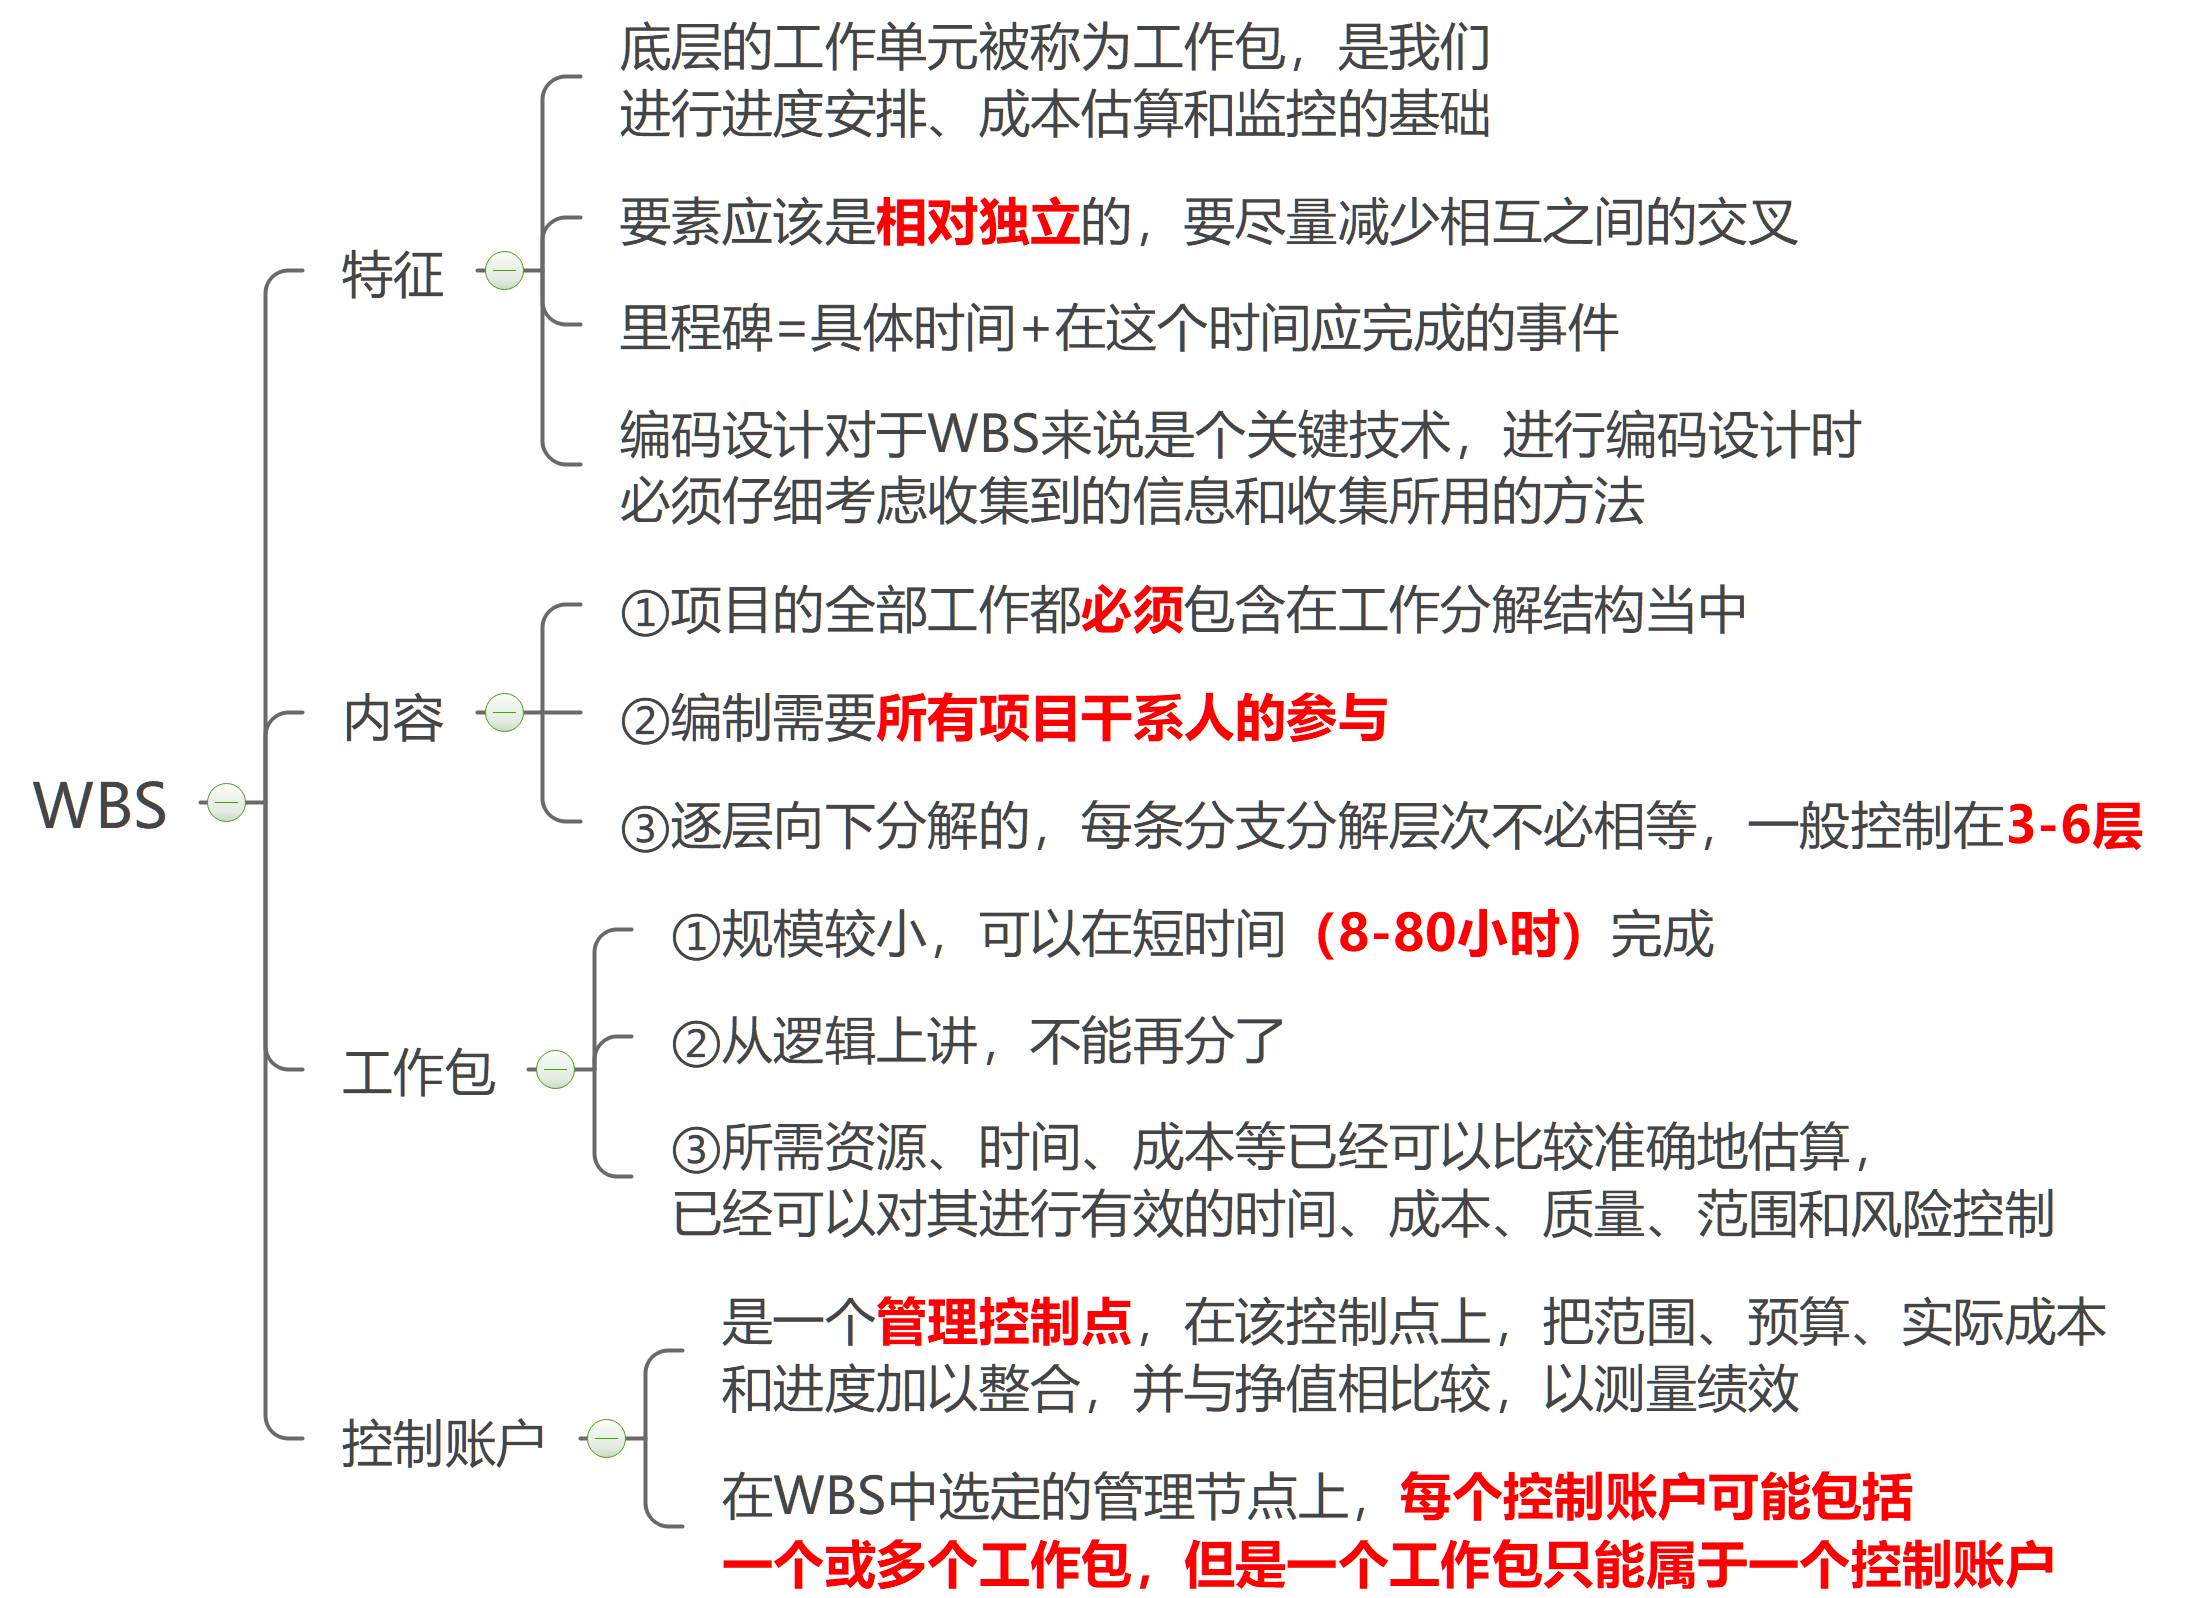 WBS
特征
底层的工作单元被称为工作包，是我们
进行进度安排、成本估算和监控的基础
要素应该是相对独立的，要尽量减少相互之间的交叉
里程碑=具体时间+在这个时间应完成的事件
编码设计对于WBS来说是个关键技术，进行编码设计时
必须仔细考虑收集到的信息和收集所用的方法
内容
①项目的全部工作都必须包含在工作分解结构当中
②编制需要所有项目干系人的参与
③逐层向下分解的，每条分支分解层次不必相等，一般控制在3-6层
工作包
①规模较小，可以在短时间（8-80小时）完成
②从逻辑上讲，不能再分了
③所需资源、时间、成本等已经可以比较准确地估算，
已经可以对其进行有效的时间、成本、质量、范围和风险控制
控制账户
是一个管理控制点，在该控制点上，把范围、预算、实际成本
和进度加以整合，并与挣值相比较，以测量绩效
在WBS中选定的管理节点上，每个控制账户可能包括
一个或多个工作包，但是一个工作包只能属于一个控制账户